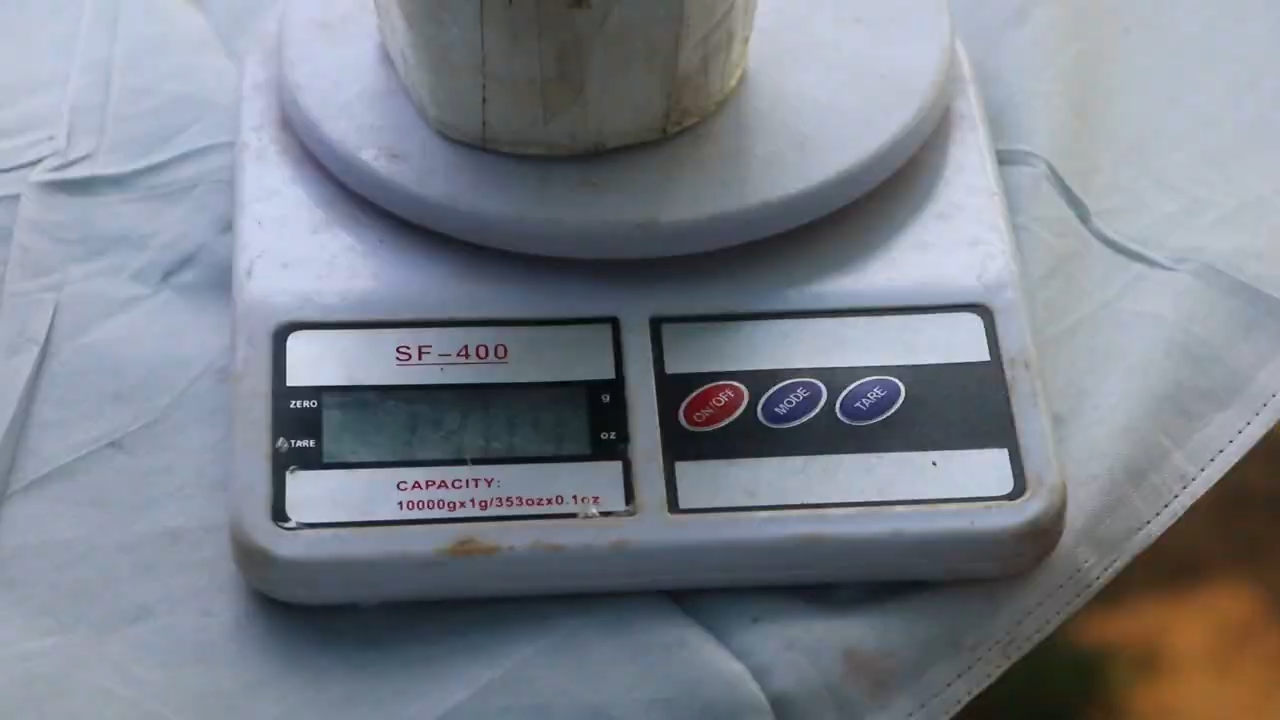 SF-400
ZERO
g
TARE
oz
CAPACITY:
10000gx1g/353ozx0.1oz
ON/OFF
MODE
TARE